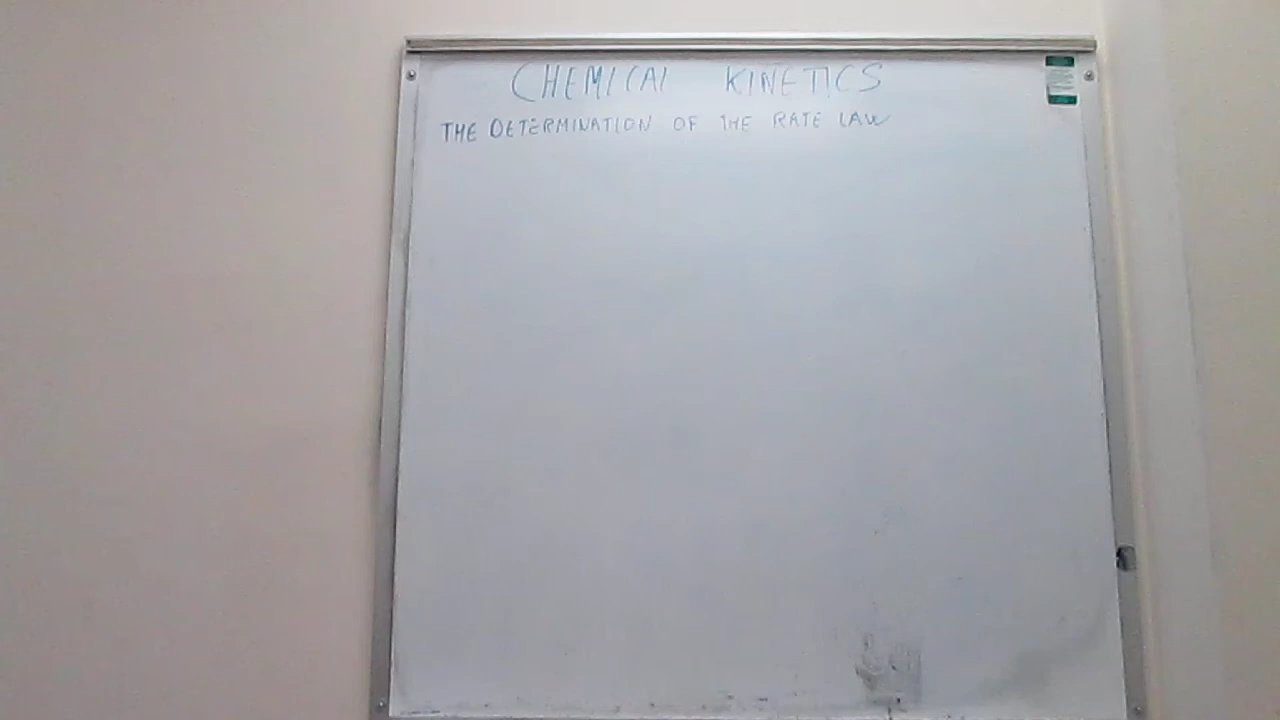 CHEMICAL KINETICS
THE DETERMINATION OF THE RATE LAW